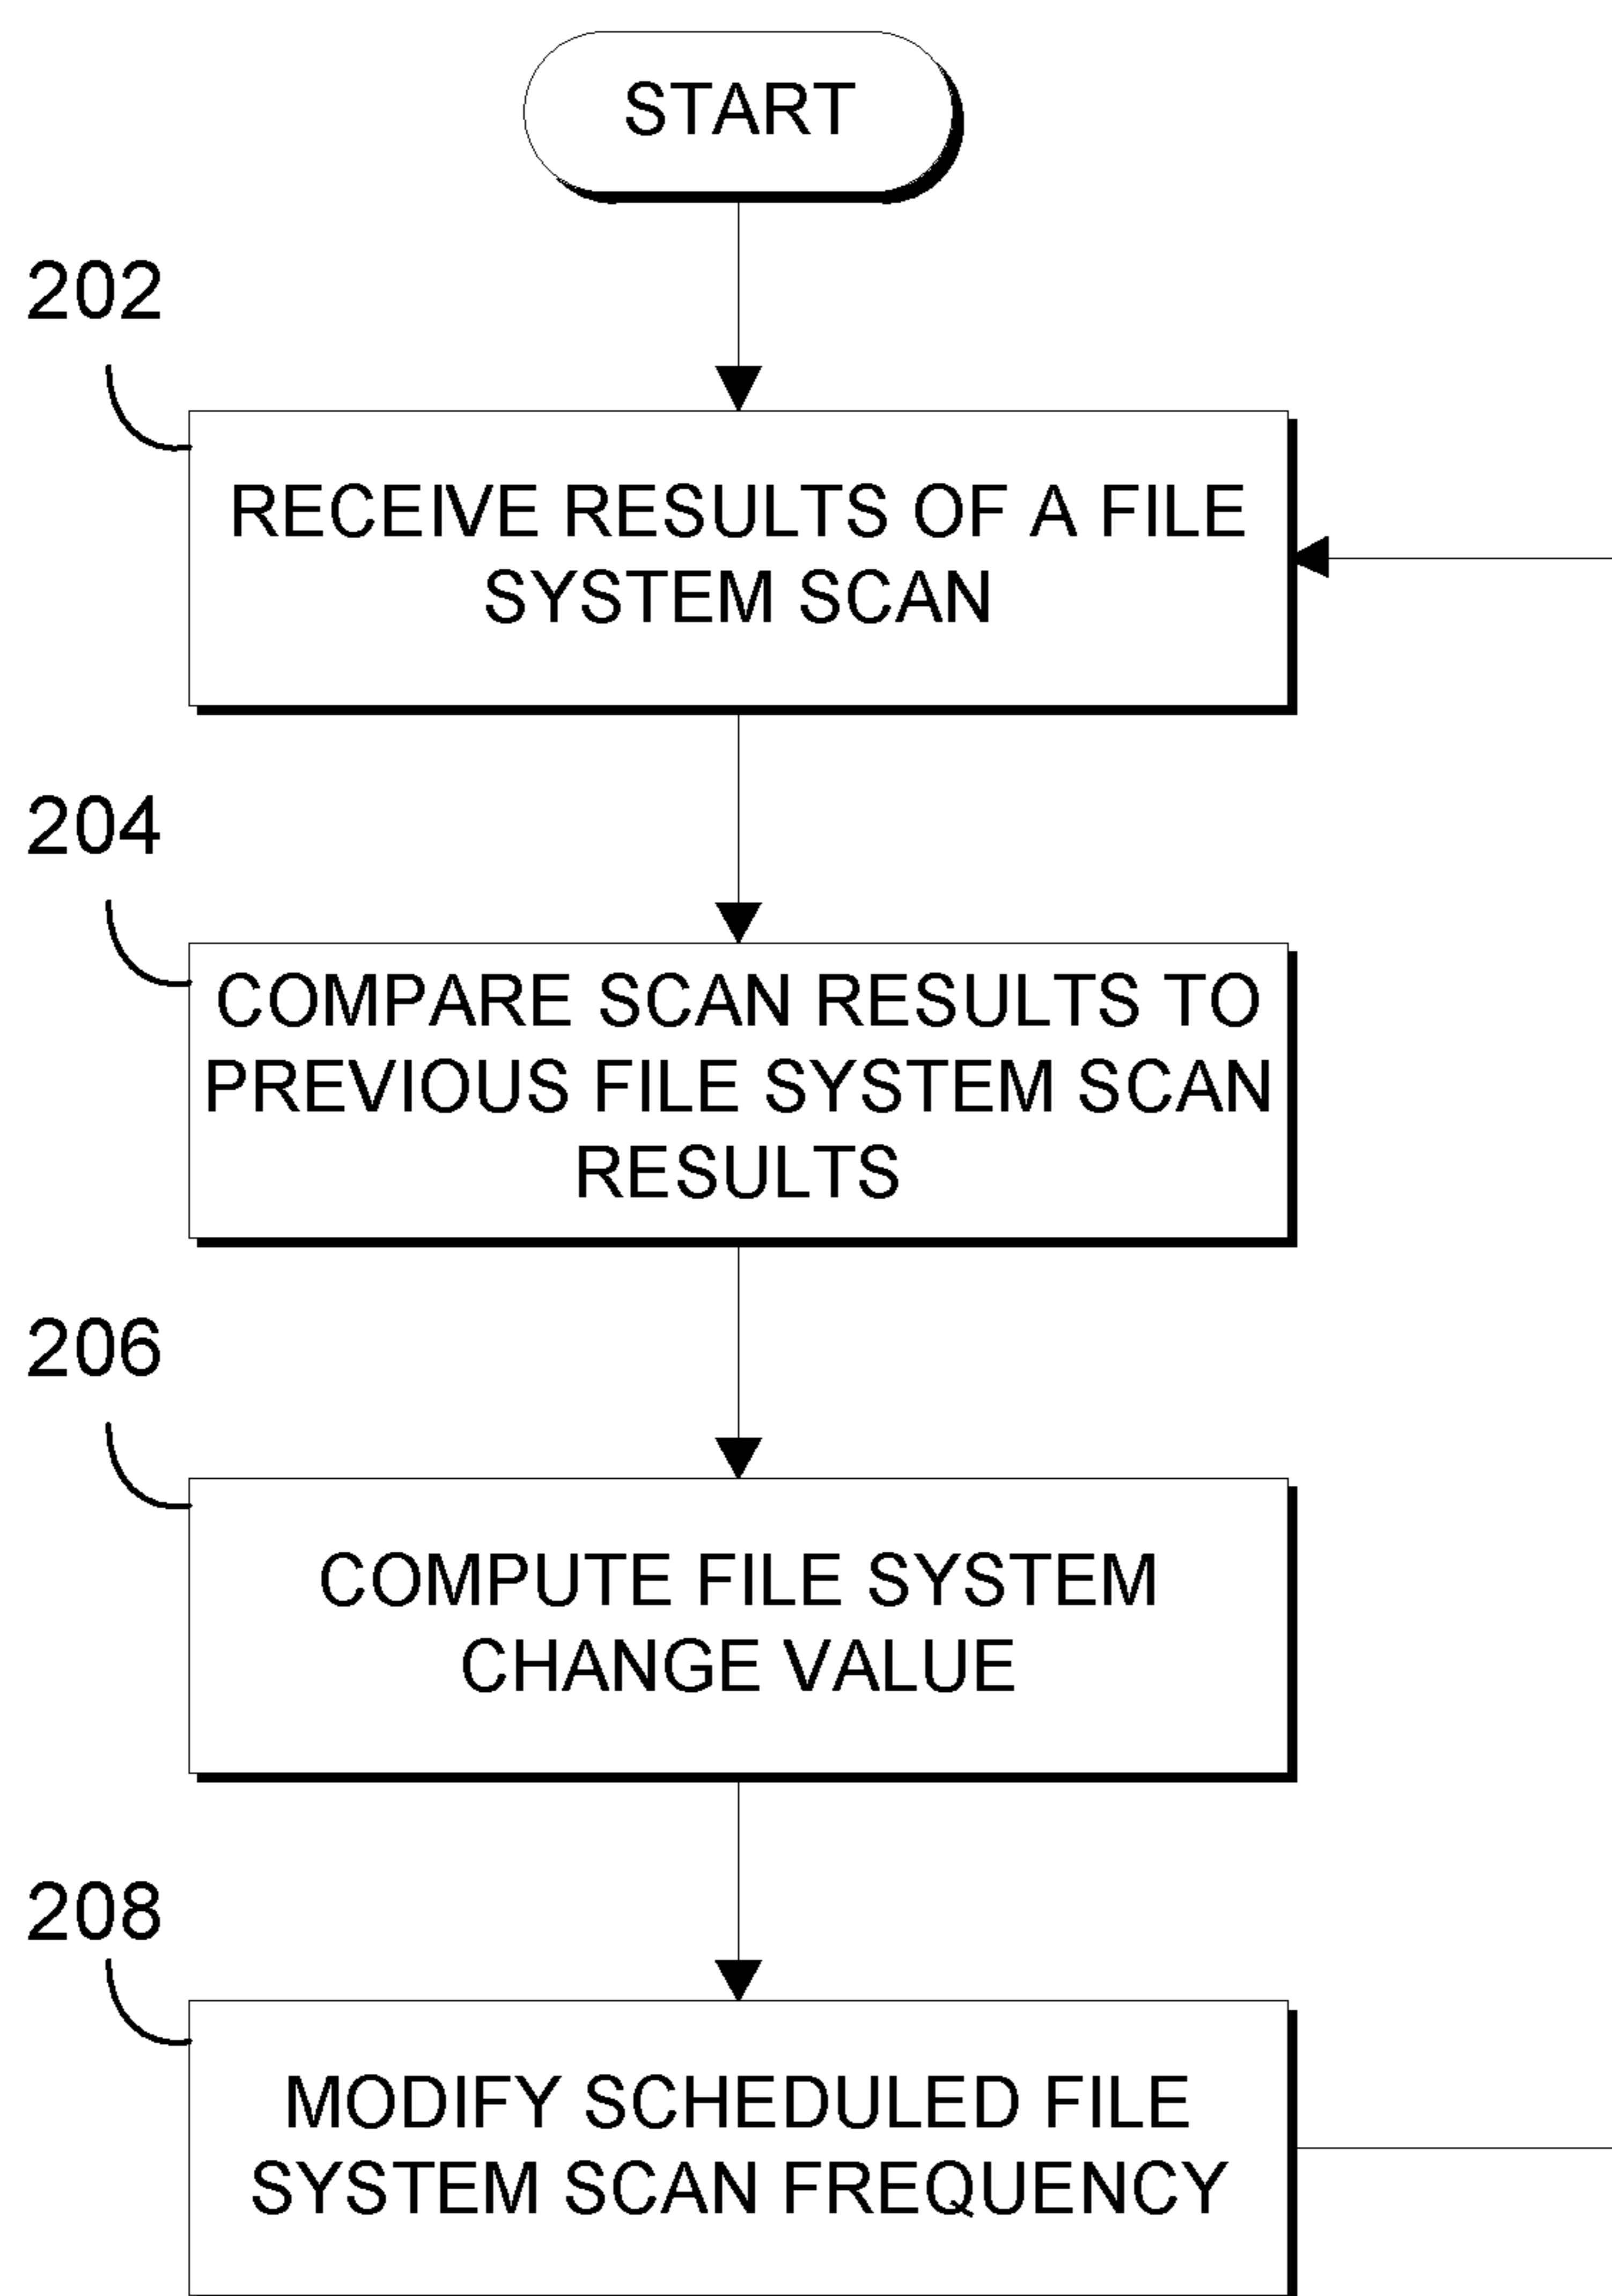 START
202
RECEIVE RESULTS OF A FILE
SYSTEM SCAN
204
COMPARE SCAN RESULTS TO
PREVIOUS FILE SYSTEM SCAN
RESULTS
206
COMPUTE FILE SYSTEM
CHANGE VALUE
208
MODIFY SCHEDULED FILE
SYSTEM SCAN FREQUENCY